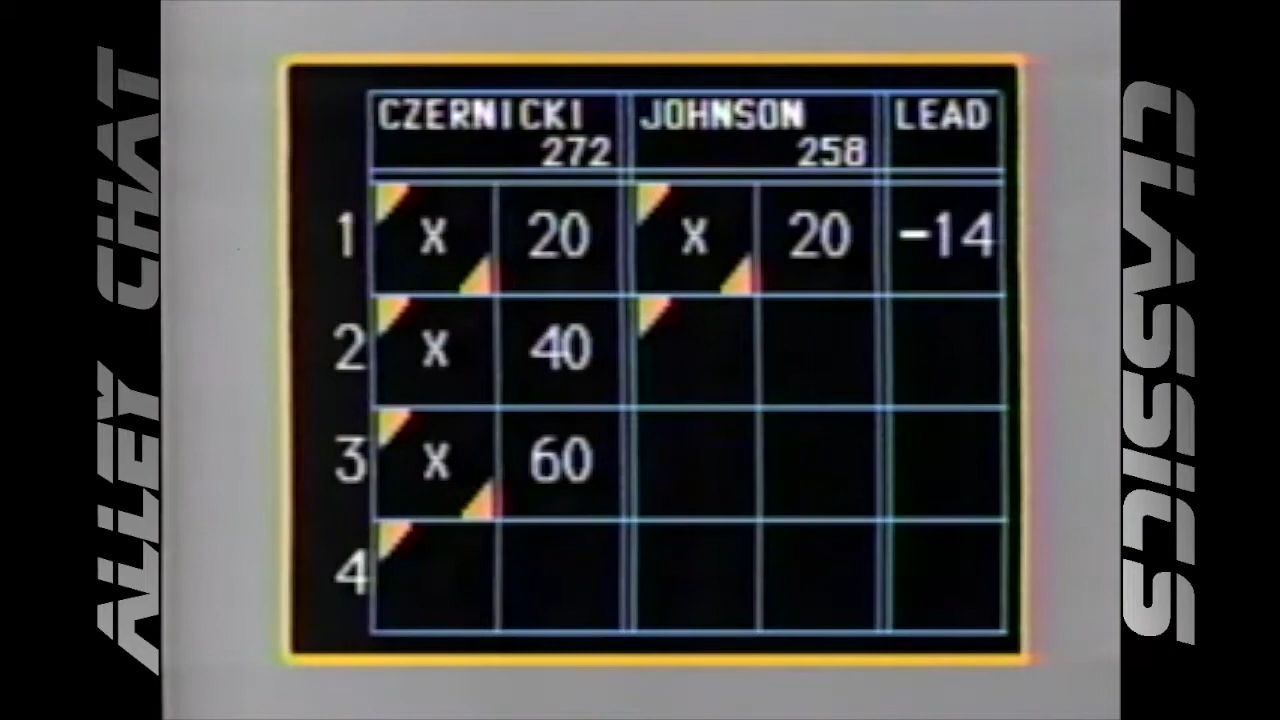 ALLEY CHAT
CZERNICKI JOHNSON LEAD
272 258
1 X 20 X 20 -14
2 X 40
3 X 60
4
CLASSICS